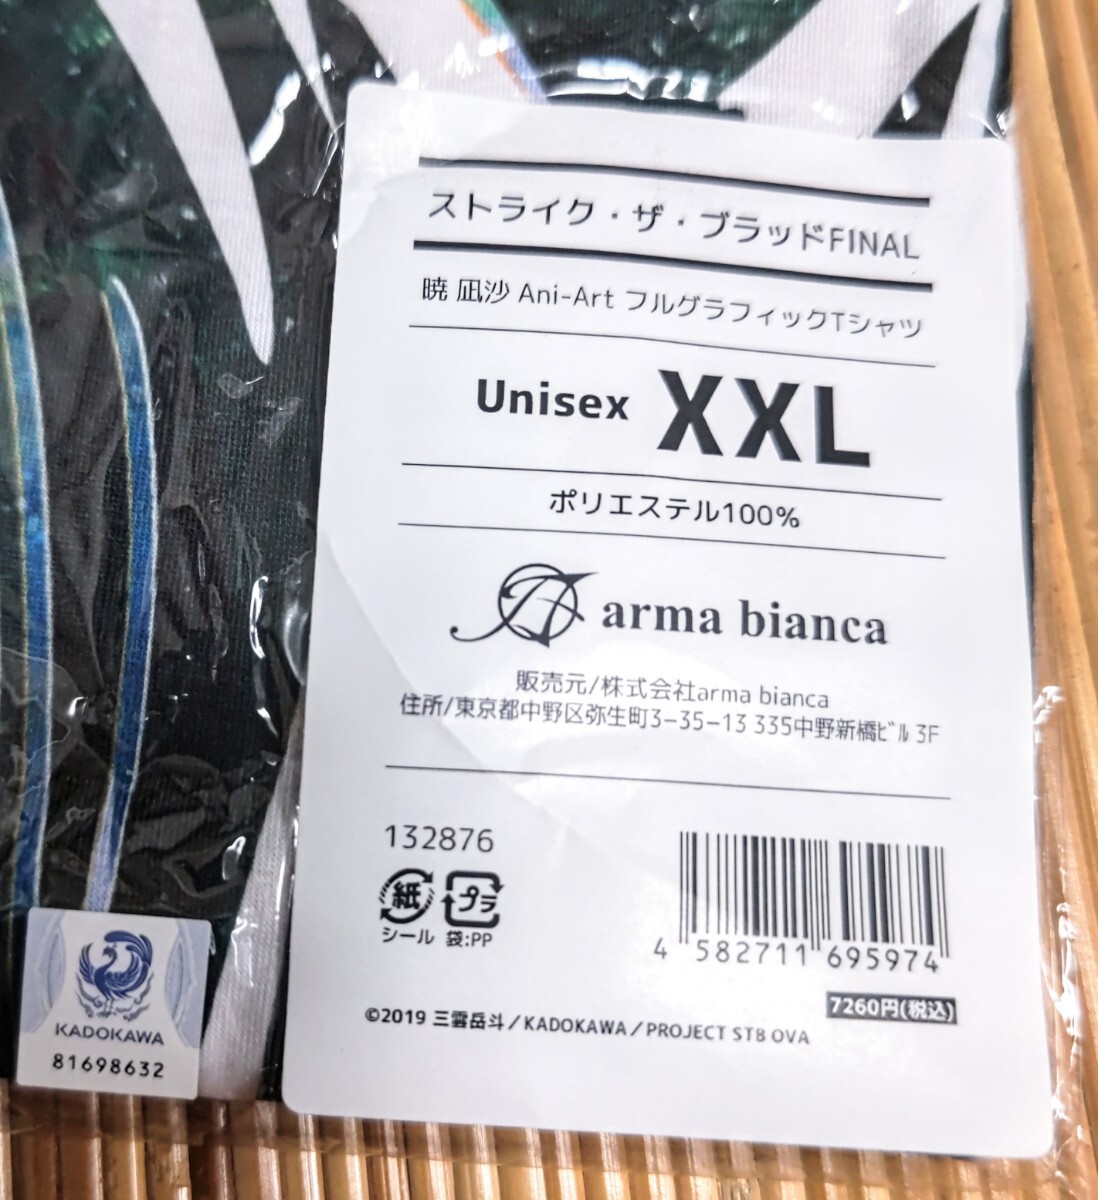 ストライク・ザ・ブラッドFINAL
暁 凪沙 Ani-Art フルグラフィックTシャツ
Unisex XXL
ポリエステル100%
arma bianca
販売元/株式会社arma bianca
住所/東京都中野区弥生町3-35-13 335中野新橋ﾋﾞﾙ 3F
132876
紙 プラ
シール 袋:PP
4 582711 695974
7260円(税込)
©2019 三雲岳斗/KADOKAWA/PROJECT STB OVA
KADOKAWA
81698632